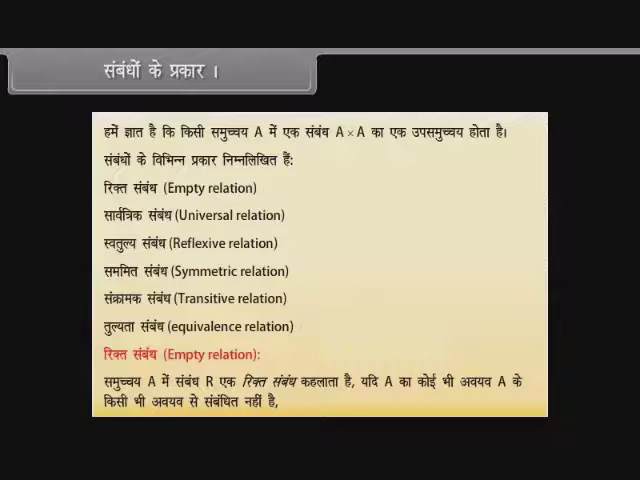 संबंधों के प्रकार ।
हमें ज्ञात है कि किसी समुच्चय A में एक संबंध A×A का एक उपसमुच्चय होता है।
संबंधों के विभिन्न प्रकार निम्नलिखित हैं:
रिक्त संबंध (Empty relation)
सार्वत्रिक संबंध (Universal relation)
स्वतुल्य संबंध (Reflexive relation)
सममित संबंध (Symmetric relation)
संक्रामक संबंध (Transitive relation)
तुल्यता संबंध (equivalence relation)
रिक्त संबंध (Empty relation):
समुच्चय A में संबंध R एक रिक्त संबंध कहलाता है, यदि A का कोई भी अवयव A के
किसी भी अवयव से संबंधित नहीं है,